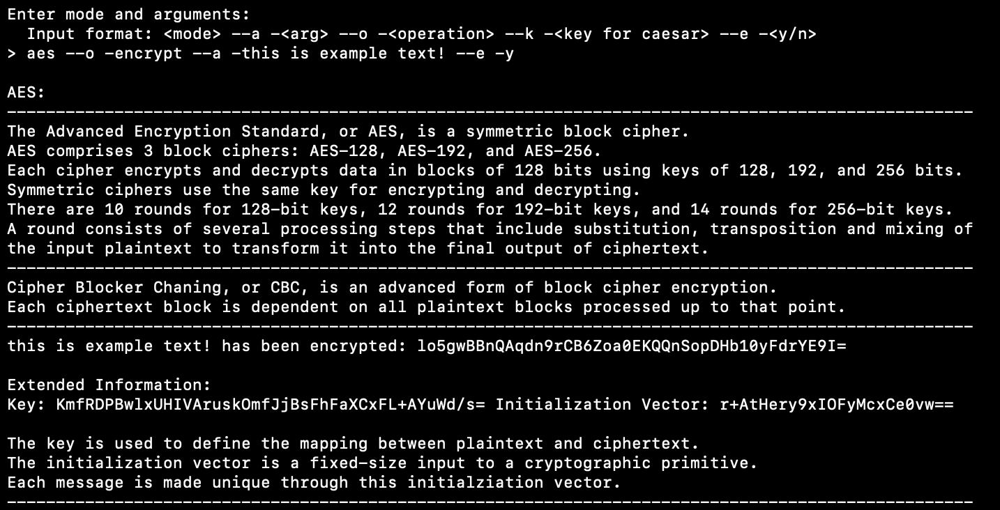 Enter mode and arguments:
  Input format: <mode> --a -<arg> --o -<operation> --k -<key for caesar> --e -<y/n>
> aes --o -encrypt --a -this is example text! --e -y

AES:
---------------------------------------------------------------------------------------------------
The Advanced Encryption Standard, or AES, is a symmetric block cipher.
AES comprises 3 block ciphers: AES-128, AES-192, and AES-256.
Each cipher encrypts and decrypts data in blocks of 128 bits using keys of 128, 192, and 256 bits.
Symmetric ciphers use the same key for encrypting and decrypting.
There are 10 rounds for 128-bit keys, 12 rounds for 192-bit keys, and 14 rounds for 256-bit keys.
A round consists of several processing steps that include substitution, transposition and mixing of
the input plaintext to transform it into the final output of ciphertext.
---------------------------------------------------------------------------------------------------
Cipher Blocker Chaning, or CBC, is an advanced form of block cipher encryption.
Each ciphertext block is dependent on all plaintext blocks processed up to that point.
---------------------------------------------------------------------------------------------------
this is example text! has been encrypted: lo5gwBBnQAqdn9rCB6Zoa0EKQQnSopDHb10yFdrYE9I=

Extended Information:
Key: KmfRDPBwlxUHIVAruskOmfJjBsFhFaXCxFL+AYuWd/s= Initialization Vector: r+AtHery9xIOFyMcxCe0vw==

The key is used to define the mapping between plaintext and ciphertext.
The initialization vector is a fixed-size input to a cryptographic primitive.
Each message is made unique through this initialziation vector.
---------------------------------------------------------------------------------------------------